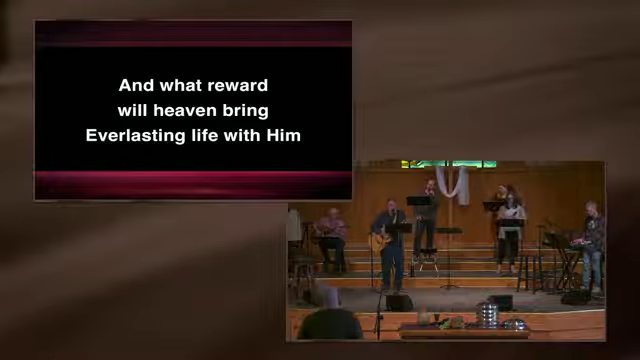 And what reward
will heaven bring
Everlasting life with Him